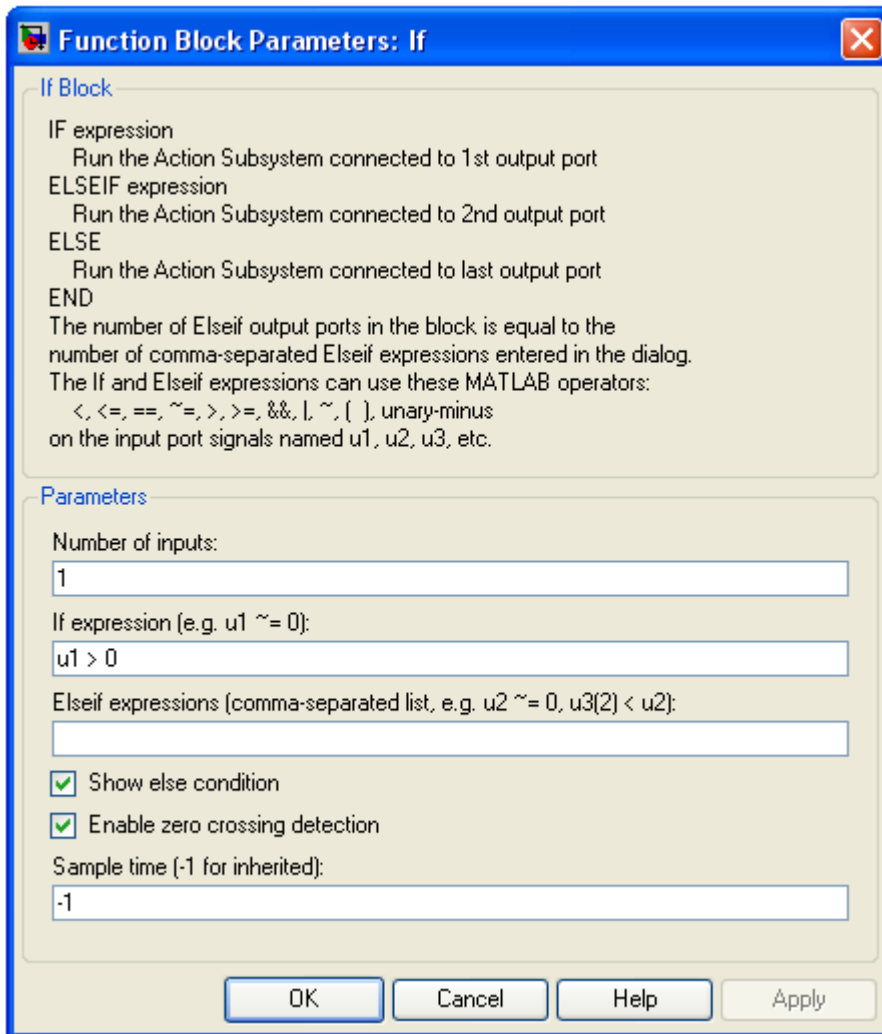 Function Block Parameters: If
If Block
IF expression
Run the Action Subsystem connected to 1st output port
ELSEIF expression
Run the Action Subsystem connected to 2nd output port
ELSE
Run the Action Subsystem connected to last output port
END
The number of Elseif output ports in the block is equal to the
number of comma-separated Elseif expressions entered in the dialog.
The If and Elseif expressions can use these MATLAB operators:
<, <=, ==, ~=, >, >=, &&, |, ~, ( ), unary-minus
on the input port signals named u1, u2, u3, etc.
Parameters
Number of inputs:
1
If expression (e.g. u1 ~= 0):
u1 > 0
Elseif expressions (comma-separated list, e.g. u2 ~= 0, u3(2) < u2):
Show else condition
Enable zero crossing detection
Sample time (-1 for inherited):
-1
OK Cancel Help Apply